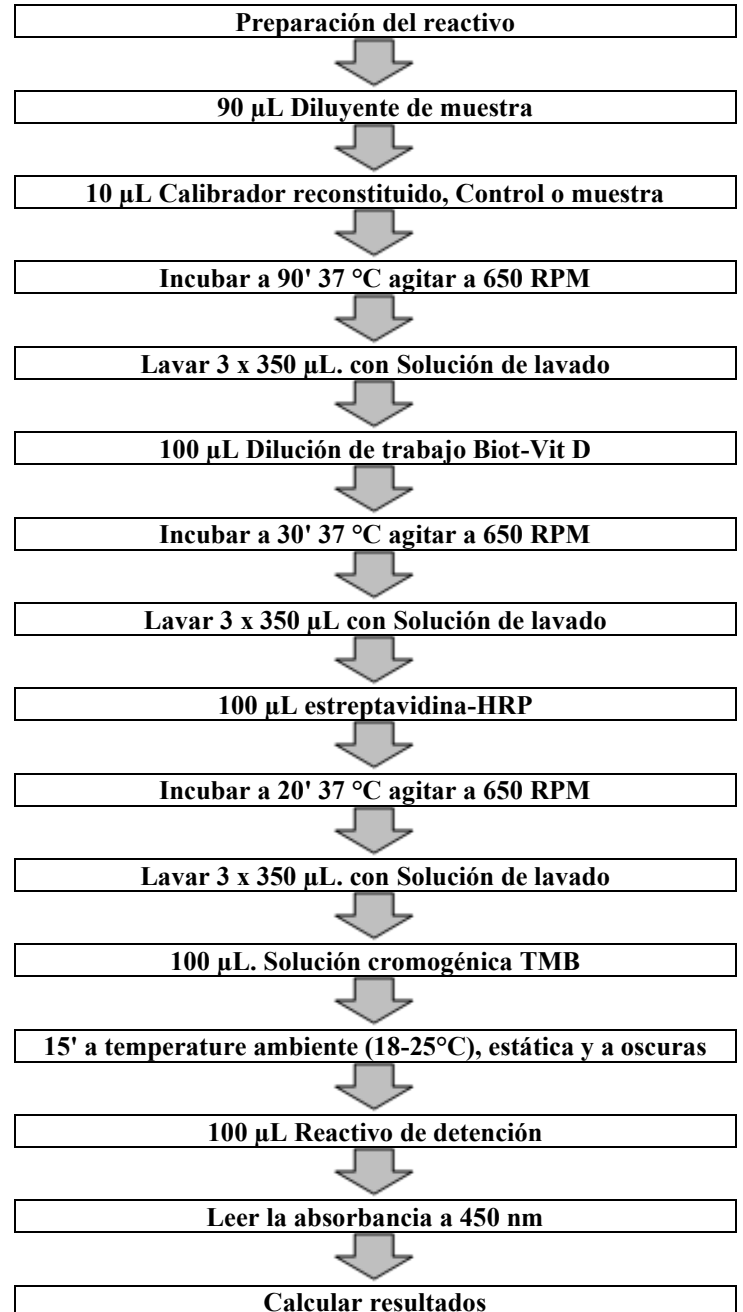 Preparación del reactivo
90 µL Diluyente de muestra
10 µL Calibrador reconstituido, Control o muestra
Incubar a 90' 37 °C agitar a 650 RPM
Lavar 3 x 350 µL. con Solución de lavado
100 µL Dilución de trabajo Biot-Vit D
Incubar a 30' 37 °C agitar a 650 RPM
Lavar 3 x 350 µL con Solución de lavado
100 µL estreptavidina-HRP
Incubar a 20' 37 °C agitar a 650 RPM
Lavar 3 x 350 µL. con Solución de lavado
100 µL. Solución cromogénica TMB
15' a temperature ambiente (18-25°C), estática y a oscuras
100 µL Reactivo de detención
Leer la absorbancia a 450 nm
Calcular resultados